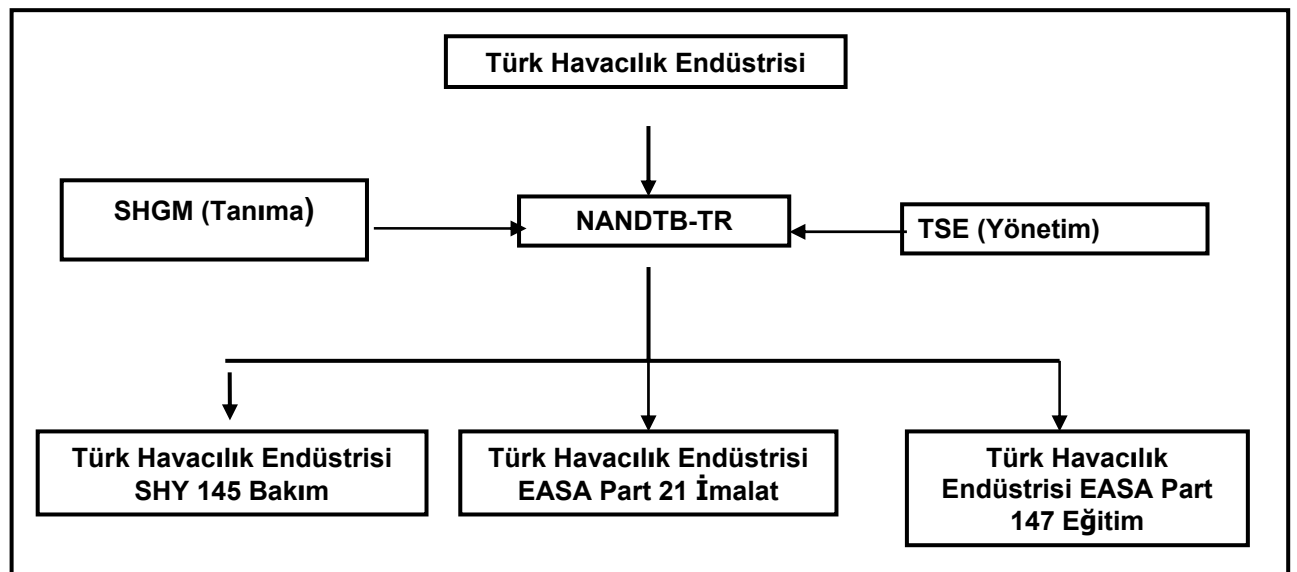 Türk Havacılık Endüstrisi
SHGM (Tanıma)
NANDTB-TR
TSE (Yönetim)
Türk Havacılık Endüstrisi
SHY 145 Bakım
Türk Havacılık Endüstrisi
EASA Part 21 İmalat
Türk Havacılık
Endüstrisi EASA Part
147 Eğitim